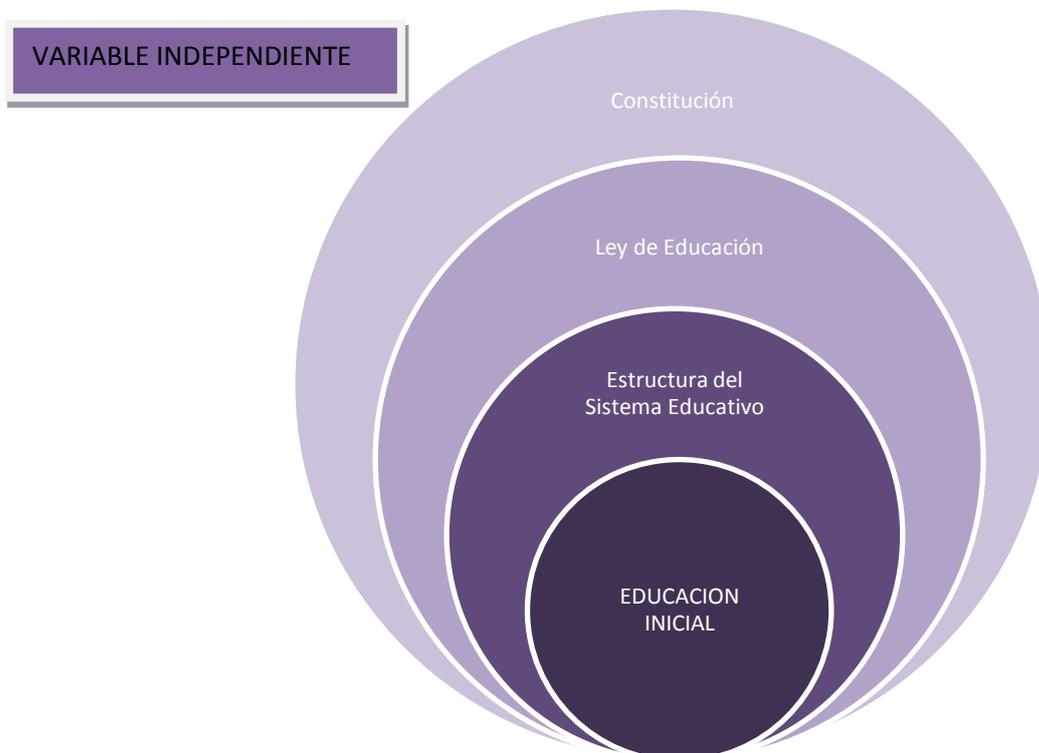 VARIABLE INDEPENDIENTE
Constitución
Ley de Educación
Estructura del
Sistema Educativo
EDUCACION
INICIAL